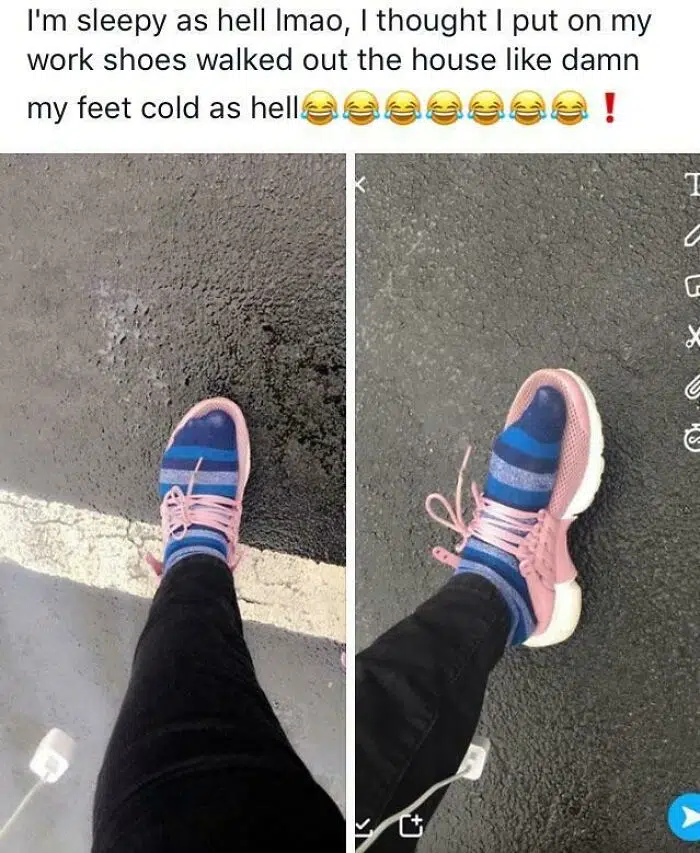 I'm sleepy as hell lmao, I thought I put on my
work shoes walked out the house like damn
my feet cold as hell😂😂😂😂😂😂😂❗